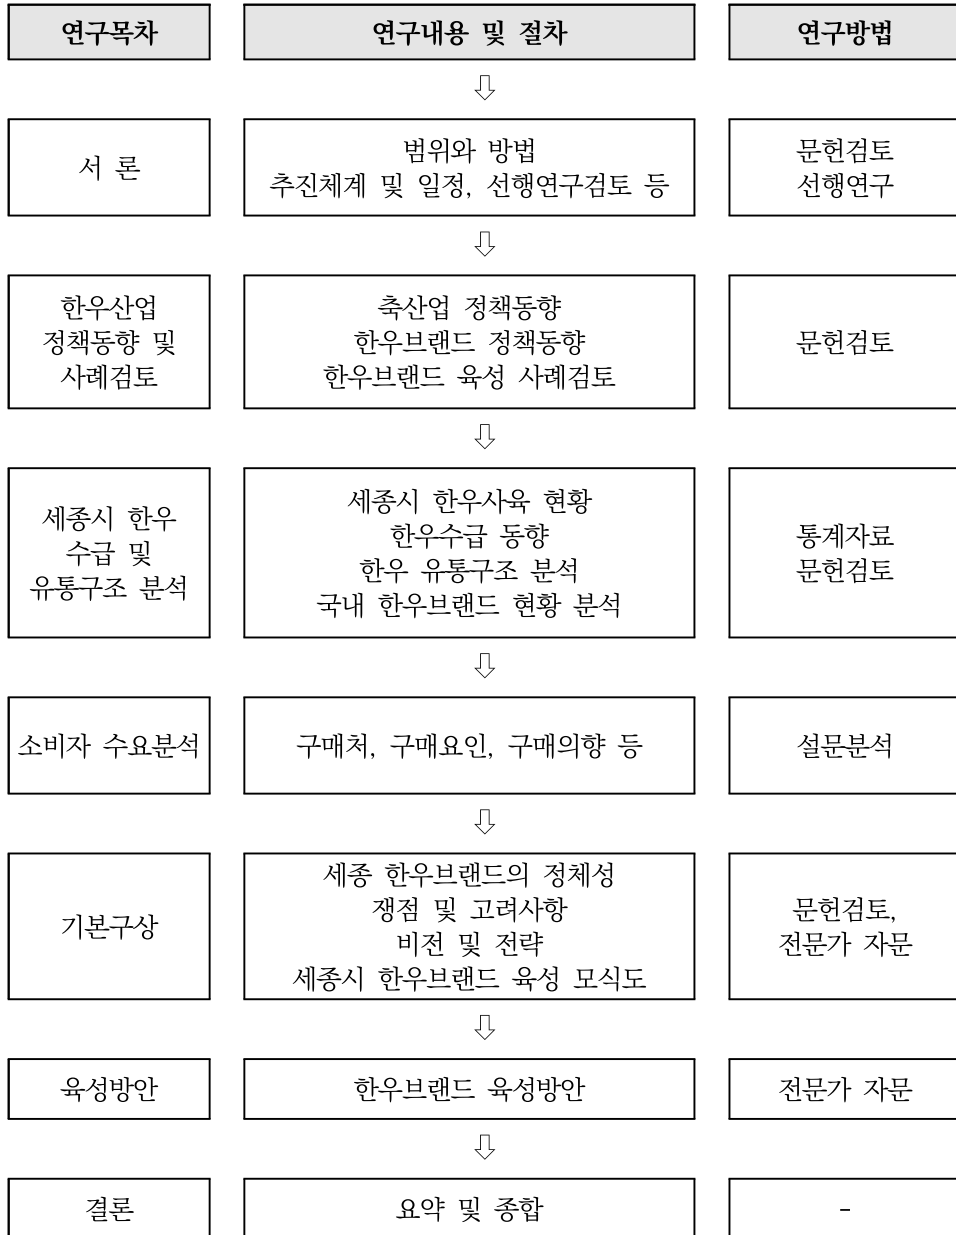 연구목차
연구내용 및 절차
연구방법
서 론
범위와 방법
추진체계 및 일정, 선행연구검토 등
문헌검토
선행연구
한우산업
정책동향 및
사례검토
축산업 정책동향
한우브랜드 정책동향
한우브랜드 육성 사례검토
문헌검토
세종시 한우
수급 및
유통구조 분석
세종시 한우사육 현황
한우수급 동향
한우 유통구조 분석
국내 한우브랜드 현황 분석
통계자료
문헌검토
소비자 수요분석
구매처, 구매요인, 구매의향 등
설문분석
기본구상
세종 한우브랜드의 정체성
쟁점 및 고려사항
비전 및 전략
세종시 한우브랜드 육성 모식도
문헌검토,
전문가 자문
육성방안
한우브랜드 육성방안
전문가 자문
결론
요약 및 종합
-